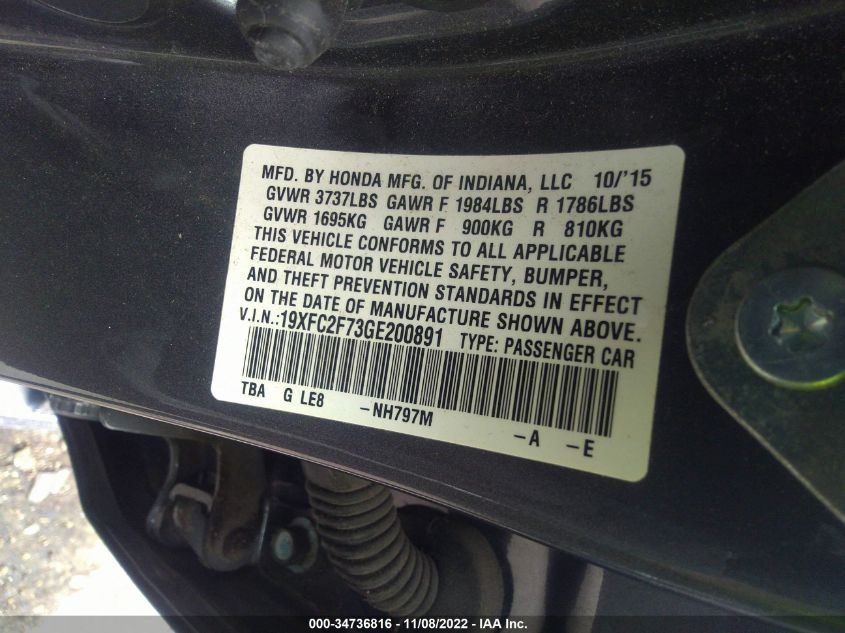 MFD. BY HONDA MFG. OF INDIANA, LLC 10/'15
GVWR 3737LBS GAWR F 1984LBS R 1786LBS
GVWR 1695KG GAWR F 900KG R 810KG
THIS VEHICLE CONFORMS TO ALL APPLICABLE
FEDERAL MOTOR VEHICLE SAFETY, BUMPER,
AND THEFT PREVENTION STANDARDS IN EFFECT
ON THE DATE OF MANUFACTURE SHOWN ABOVE.
V.I.N.:19XFC2F73GE200891 TYPE: PASSENGER CAR
TBA G LE8 -NH797M -A -E
000-34736816 - 11/08/2022 - IAA Inc.